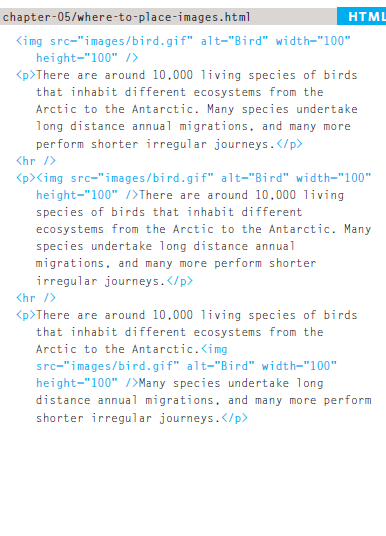 chapter-05/where-to-place-images.html HTML
<img src="images/bird.gif" alt="Bird" width="100"
height="100" />
<p>There are around 10,000 living species of birds
that inhabit different ecosystems from the
Arctic to the Antarctic. Many species undertake
long distance annual migrations, and many more
perform shorter irregular journeys.</p>
<hr />
<p><img src="images/bird.gif" alt="Bird" width="100"
height="100" />There are around 10,000 living
species of birds that inhabit different
ecosystems from the Arctic to the Antarctic. Many
species undertake long distance annual
migrations, and many more perform shorter
irregular journeys.</p>
<hr />
<p>There are around 10,000 living species of birds
that inhabit different ecosystems from the
Arctic to the Antarctic.<img
src="images/bird.gif" alt="Bird" width="100"
height="100" />Many species undertake long
distance annual migrations, and many more perform
shorter irregular journeys.</p>